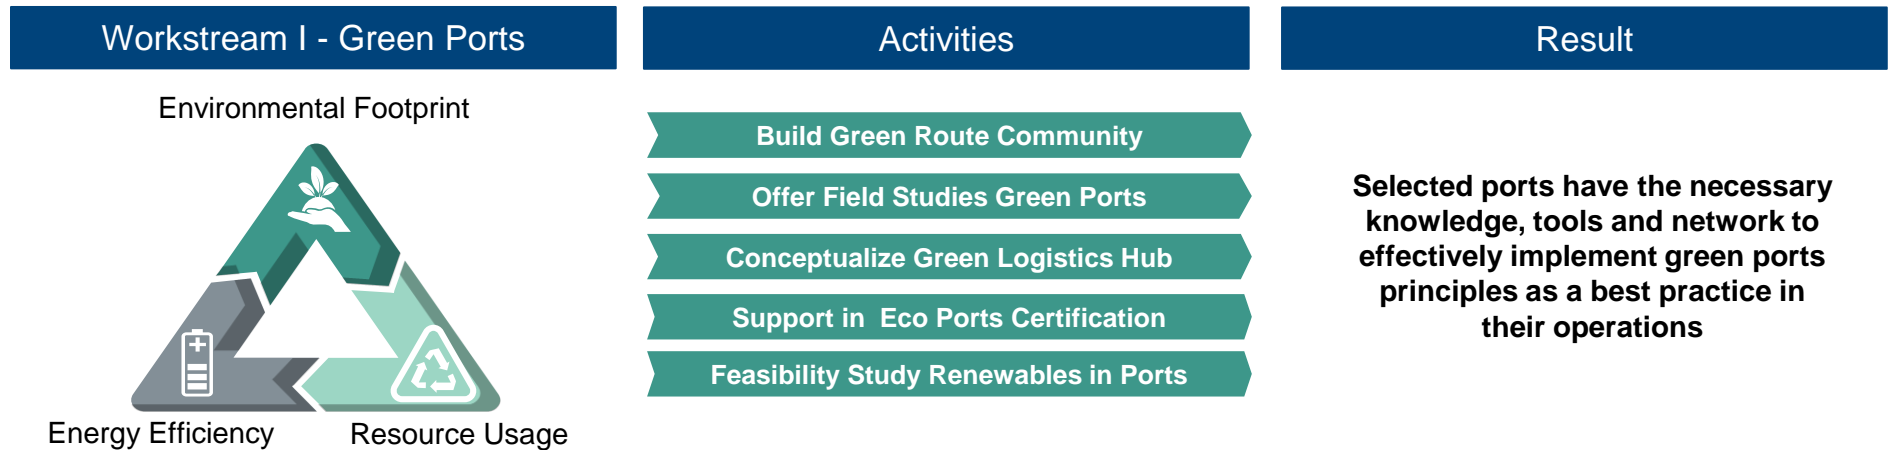 Workstream I - Green Ports
Environmental Footprint
Energy Efficiency
Resource Usage
Activities
Build Green Route Community
Offer Field Studies Green Ports
Conceptualize Green Logistics Hub
Support in  Eco Ports Certification
Feasibility Study Renewables in Ports
Result
Selected ports have the necessary
knowledge, tools and network to
effectively implement green ports
principles as a best practice in
their operations